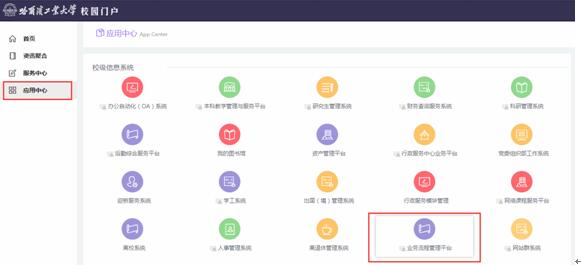 哈尔滨工业大学 校园门户
首页
资讯聚合
服务中心
应用中心
应用中心 App Center
校级信息系统
办公自动化（OA）系统 本科教学管理与服务平台 研究生管理系统 财务查询服务系统 科研管理系统
后勤综合服务平台 我的图书馆 资产管理平台 行政服务中心业务平台 党委组织部工作系统
迎新服务系统 学工系统 出国（境）管理系统 行政服务模块管理 网络课程服务平台
离校系统 人事管理系统 离退休管理系统 业务流程管理平台 网站群系统